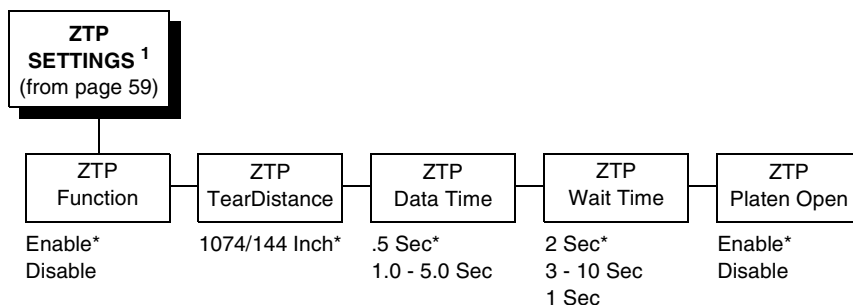 ZTP
SETTINGS 1
(from page 59)
ZTP
Function
Enable*
Disable
ZTP
TearDistance
1074/144 Inch*
ZTP
Data Time
.5 Sec*
1.0 - 5.0 Sec
ZTP
Wait Time
2 Sec*
3 - 10 Sec
1 Sec
ZTP
Platen Open
Enable*
Disable